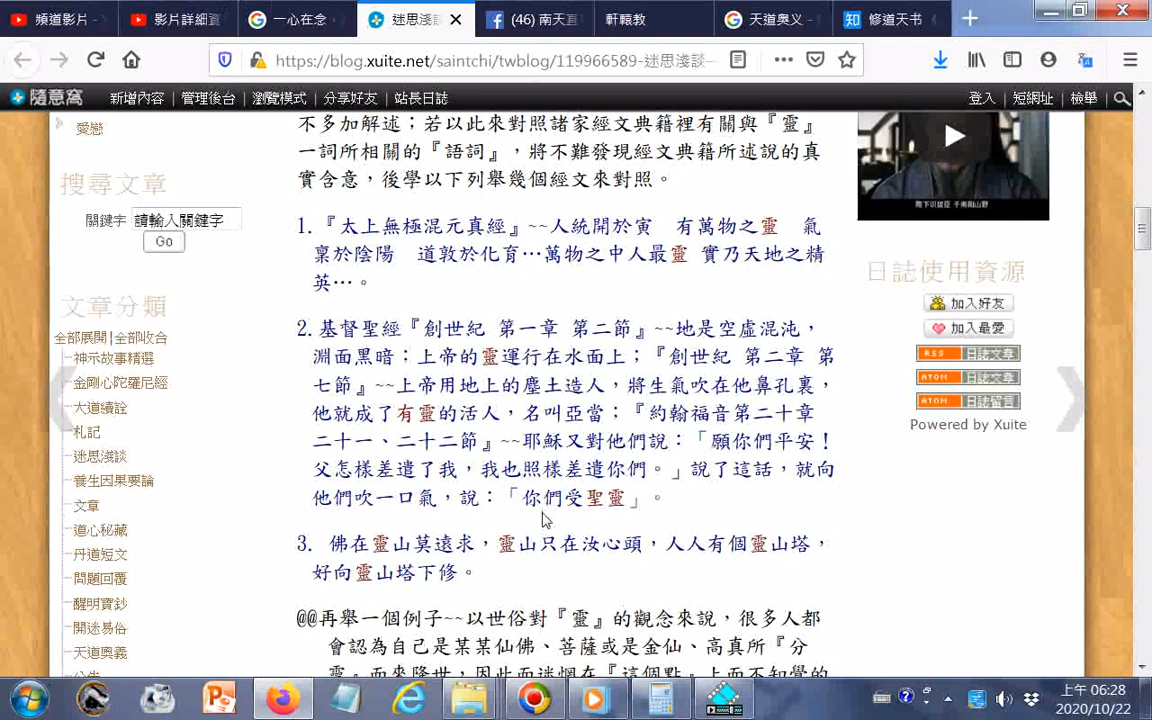 頻道影片 -
影片詳細資
一心在念
迷思淺談
(46) 南天直
軒轅教
天道奧义 -
修道天书
https://blog.xuite.net/saintchi/twblog/119966589-迷思淺談—
隨意窩
新增內容 | 管理後台 | 瀏覽模式 | 分享好友 | 站長日誌
登入 | 短網址 | 檢舉
愛戀
搜尋文章
關鍵字 請輸入關鍵字
Go
文章分類
全部展開|全部收合
神示故事精選
金剛心陀羅尼經
大道續詮
札記
迷思淺談
養生因果要論
文章
道心秘藏
丹道短文
問題回覆
醒明寶鈔
開迷易俗
天道奧義
公告
不多加解述；若以此來對照諸家經文典籍裡有關與『靈』
一詞所相關的『語詞』，將不難發現經文典籍所述說的真
實含意，後學以下列舉幾個經文來對照。
1.『太上無極混元真經』~~人統開於寅 有萬物之靈 氣
稟於陰陽 道敦於化育…萬物之中人最靈 實乃天地之精
英…。
2.基督聖經『創世紀 第一章 第二節』~~地是空虛混沌，
淵面黑暗；上帝的靈運行在水面上；『創世紀 第二章 第
七節』~~上帝用地上的塵土造人，將生氣吹在他鼻孔裏，
他就成了有靈的活人，名叫亞當；『約翰福音第二十章
二十一、二十二節』~~耶穌又對他們說：「願你們平安！
父怎樣差遣了我，我也照樣差遣你們。」說了這話，就向
他們吹一口氣，說：「你們受聖靈」。
3. 佛在靈山莫遠求，靈山只在汝心頭，人人有個靈山塔，
好向靈山塔下修。
@@再舉一個例子~~以世俗對『靈』的觀念來說，很多人都
會認為自己是某某仙佛、菩薩或是金仙、高真所『分
靈』而來降世，因此而迷惘在『這個點』上而不知覺的
日誌使用資源
加入好友
加入最愛
RSS 日誌文章
ATOM 日誌文章
ATOM 日誌留言
Powered by Xuite
上午 06:28
2020/10/22